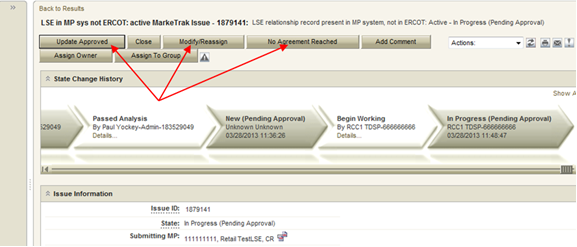 Back to Results
LSE in MP sys not ERCOT: active MarkeTrak Issue - 1879141: LSE relationship record present in MP system, not in ERCOT: Active - In Progress (Pending Approval)
Update Approved Close Modify/Reassign No Agreement Reached Add Comment Actions:
Assign Owner Assign To Group
State Change History
Show A
Passed Analysis New (Pending Approval) Begin Working In Progress (Pending Approval)
29049 By Paul Yockey-Admin-183529049 Unknown Unknown By RCC1 TDSP-666666666 RCC1 TDSP-666666666
Details... 03/28/2013 11:36:26 Details... 03/28/2013 11:48:47
Issue Information
Issue ID: 1879141
State: In Progress (Pending Approval)
Submitting MP: 111111111, Retail TestLSE, CR